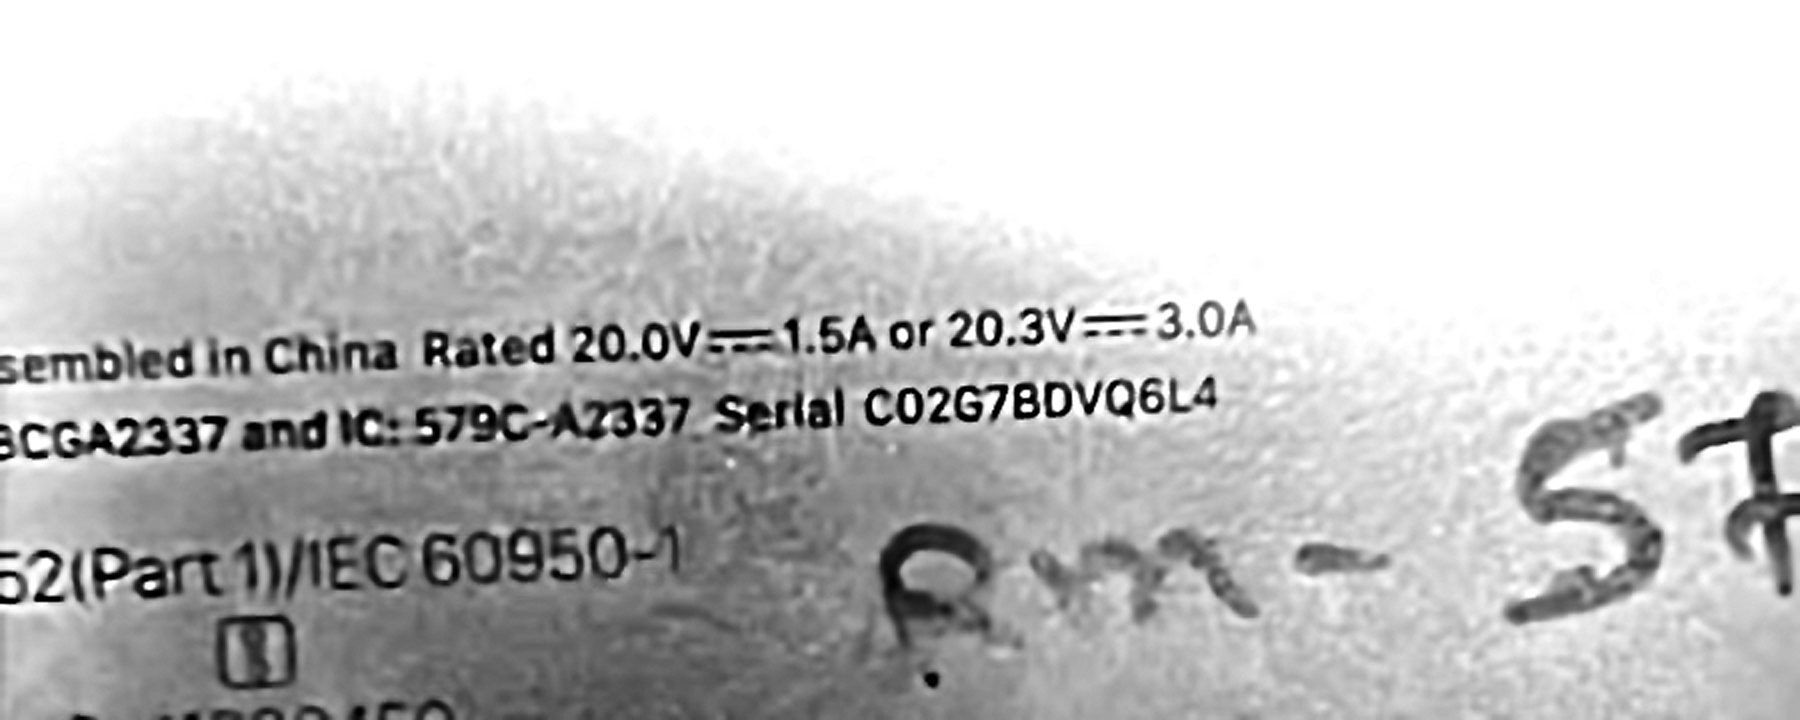 sembled in China Rated 20.0V⎓1.5A or 20.3V⎓3.0A
BCGA2337 and IC: 579C-A2337 Serial C02G7BDVQ6L4
52(Part 1)/IEC 60950-1